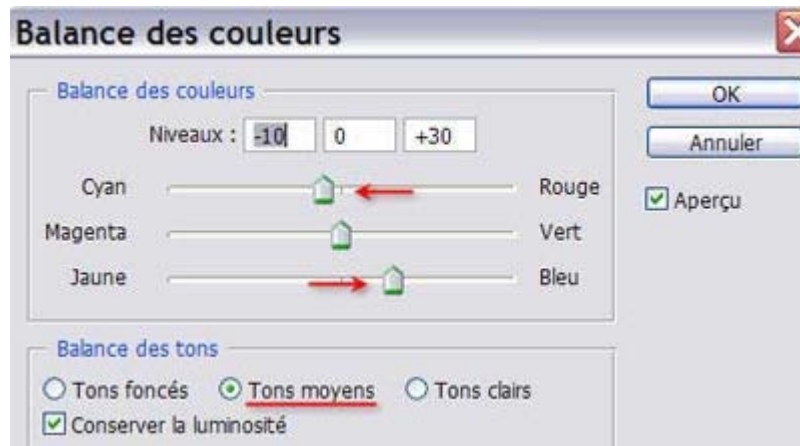 Balance des couleurs
Balance des couleurs
OK
Niveaux : -10 0 +30
Annuler
Cyan Rouge
Aperçu
Magenta Vert
Jaune Bleu
Balance des tons
Tons foncés Tons moyens Tons clairs
Conserver la luminosité